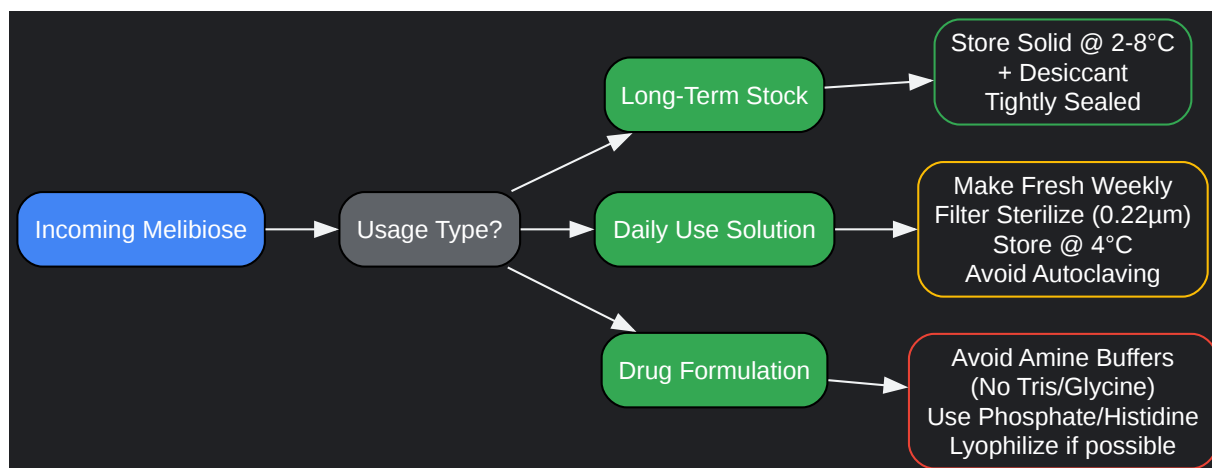 Incoming Melibiose
Usage Type?
Long-Term Stock
Store Solid @ 2-8°C
+ Desiccant
Tightly Sealed
Daily Use Solution
Make Fresh Weekly
Filter Sterilize (0.22µm)
Store @ 4°C
Avoid Autoclaving
Drug Formulation
Avoid Amine Buffers
(No Tris/Glycine)
Use Phosphate/Histidine
Lyophilize if possible